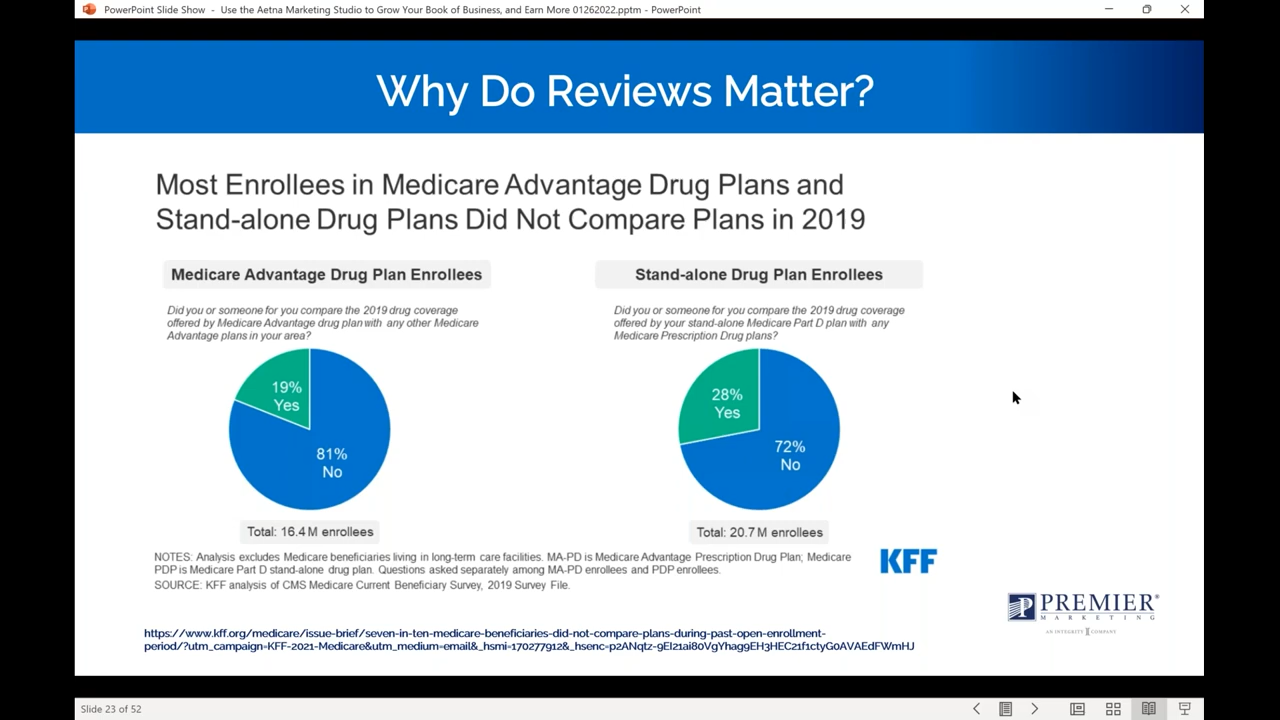 PowerPoint Slide Show - Use the Aetna Marketing Studio to Grow Your Book of Business, and Earn More 01262022.pptm - PowerPoint
Why Do Reviews Matter?
Most Enrollees in Medicare Advantage Drug Plans and
Stand-alone Drug Plans Did Not Compare Plans in 2019
Medicare Advantage Drug Plan Enrollees
Did you or someone for you compare the 2019 drug coverage
offered by Medicare Advantage drug plan with any other Medicare
Advantage plans in your area?
19%
Yes
81%
No
Total: 16.4 M enrollees
Stand-alone Drug Plan Enrollees
Did you or someone for you compare the 2019 drug coverage
offered by your stand-alone Medicare Part D plan with any
Medicare Prescription Drug plans?
28%
Yes
72%
No
Total: 20.7 M enrollees
NOTES: Analysis excludes Medicare beneficiaries living in long-term care facilities. MA-PD is Medicare Advantage Prescription Drug Plan; Medicare
PDP is Medicare Part D stand-alone drug plan. Questions asked separately among MA-PD enrollees and PDP enrollees.
SOURCE: KFF analysis of CMS Medicare Current Beneficiary Survey, 2019 Survey File.
KFF
PREMIER®
MARKETING
AN INTEGRITY COMPANY
https://www.kff.org/medicare/issue-brief/seven-in-ten-medicare-beneficiaries-did-not-compare-plans-during-past-open-enrollment-
period/?utm_campaign-KFF-2021-Medicare&utm_medium-email&_hsmi-170277912&_hsenc-p2ANqtz-9EI21ai80VgYhag9EH3HEC21f1ctyG0AVAEdFWmHJ
Slide 23 of 52